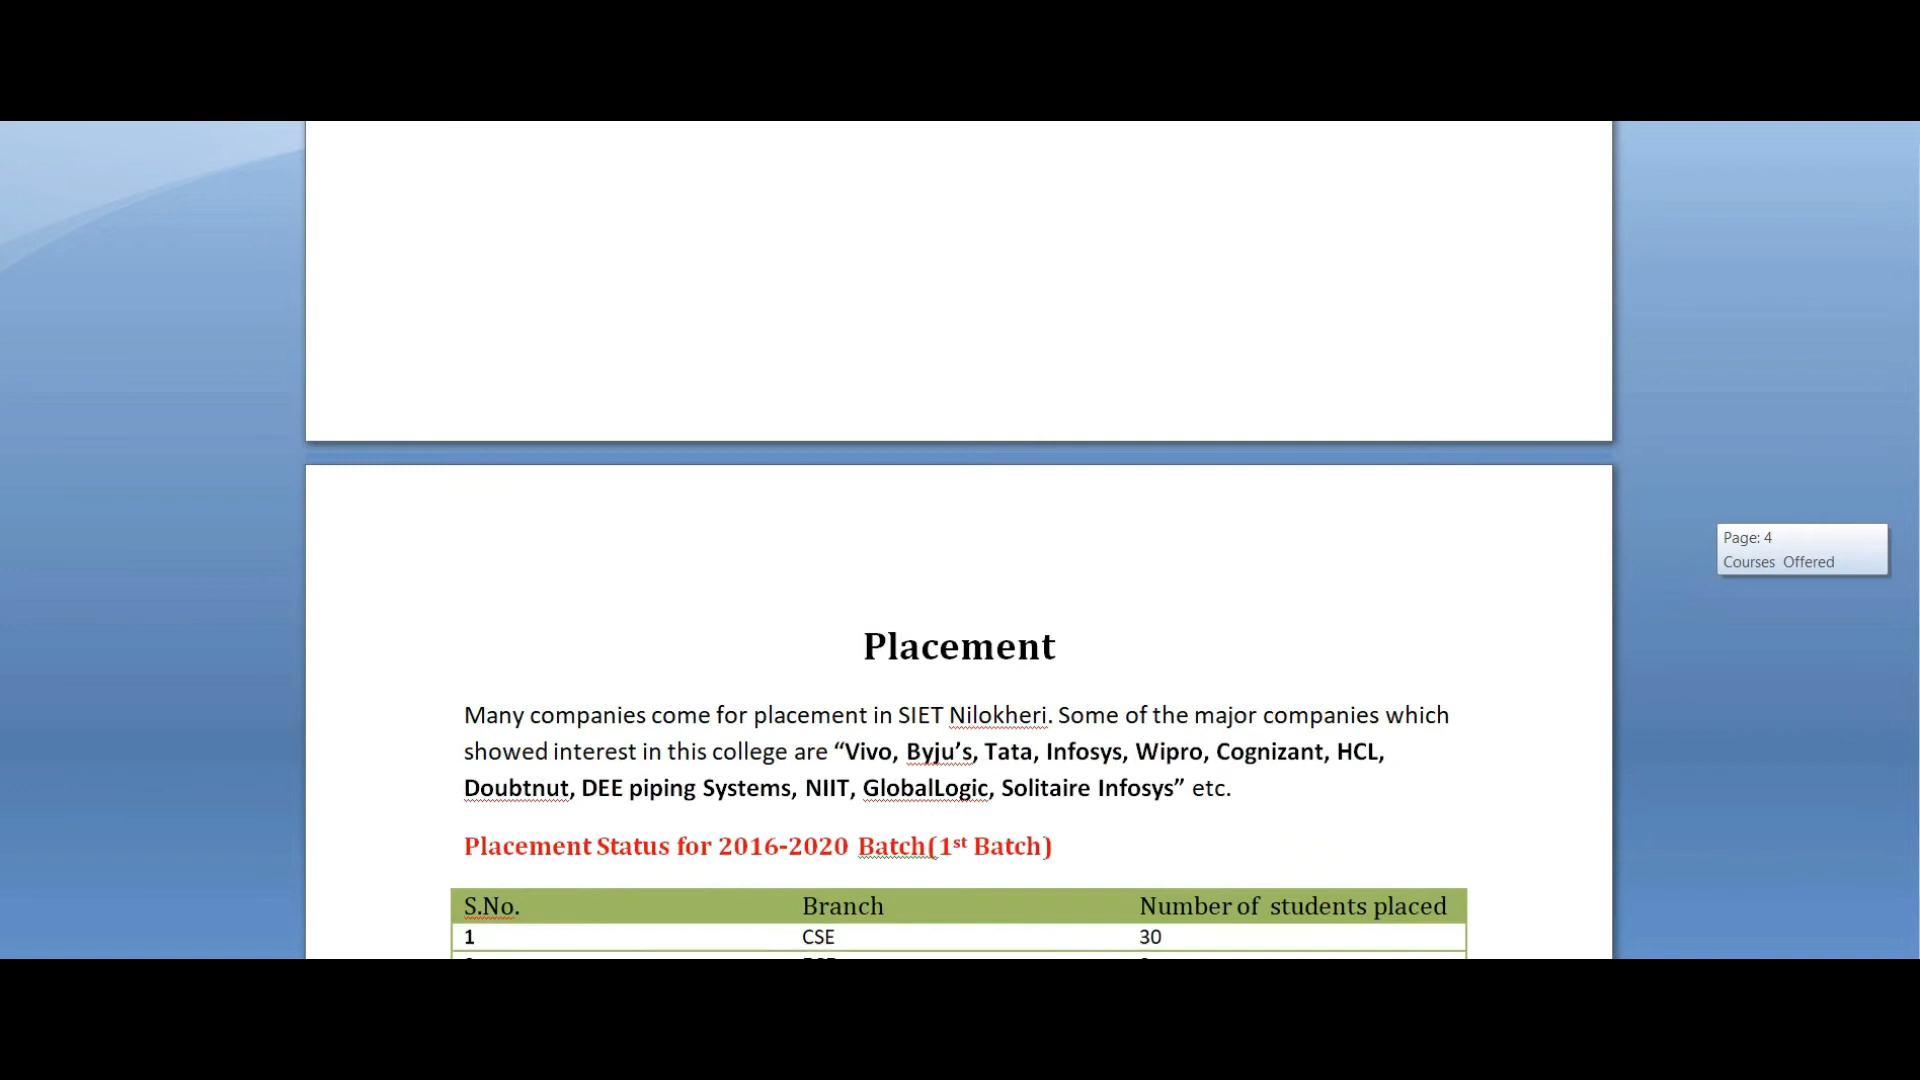 Page: 4
Courses Offered
Placement
Many companies come for placement in SIET Nilokheri. Some of the major companies which
showed interest in this college are “Vivo, Byju’s, Tata, Infosys, Wipro, Cognizant, HCL,
Doubtnut, DEE piping Systems, NIIT, GlobalLogic, Solitaire Infosys” etc.
Placement Status for 2016-2020 Batch(1st Batch)
S.No. Branch Number of students placed
1 CSE 30